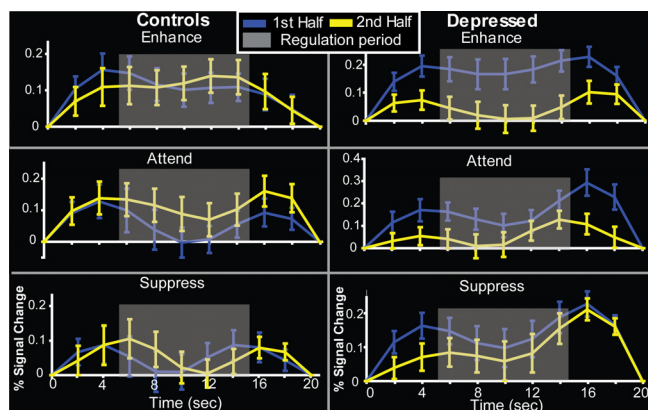 Controls
Depressed
1st Half 2nd Half
Regulation period
Enhance
Enhance
0.2
0.1
0
0.2
0.1
0
Attend
Attend
0.2
0.1
0
0.4
0.3
0.2
0.1
0
Suppress
Suppress
% Signal Change
0.2
0.1
0
0.2
0.1
0
0 4 8 12 16 20
0 4 8 12 16 20
Time (sec)
Time (sec)